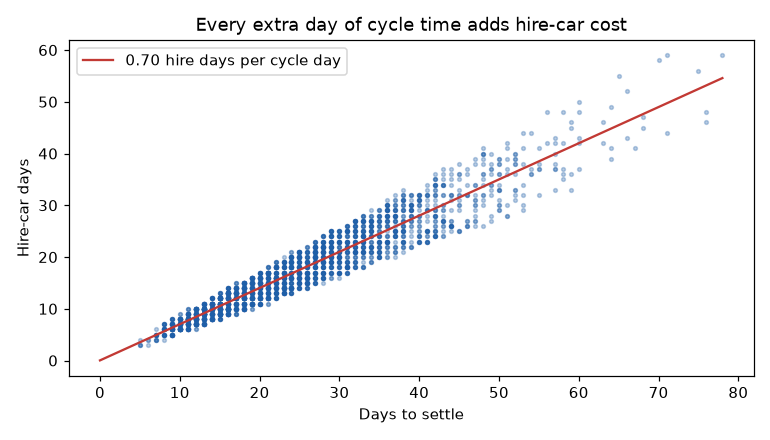 Every extra day of cycle time adds hire-car cost
0.70 hire days per cycle day
Hire-car days
60
50
40
30
20
10
0
0 10 20 30 40 50 60 70 80
Days to settle